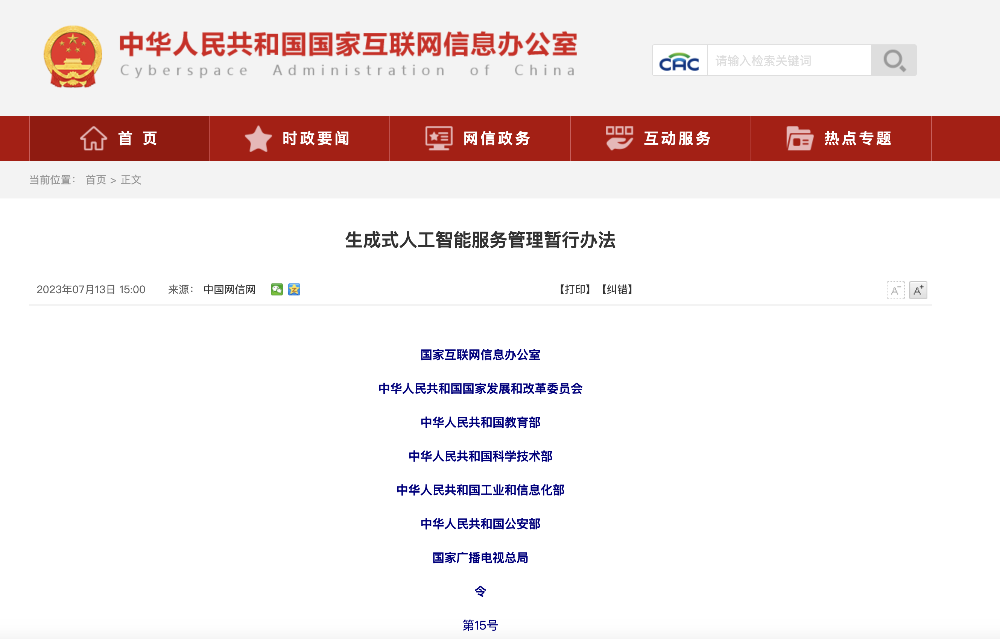 中华人民共和国国家互联网信息办公室
Cyberspace Administration of China
CAC
请输入检索关键词
首 页
时政要闻
网信政务
互动服务
热点专题
当前位置： 首页 > 正文
生成式人工智能服务管理暂行办法
2023年07月13日 15:00 来源： 中国网信网 【打印】【纠错】 A- A+
国家互联网信息办公室
中华人民共和国国家发展和改革委员会
中华人民共和国教育部
中华人民共和国科学技术部
中华人民共和国工业和信息化部
中华人民共和国公安部
国家广播电视总局
令
第15号